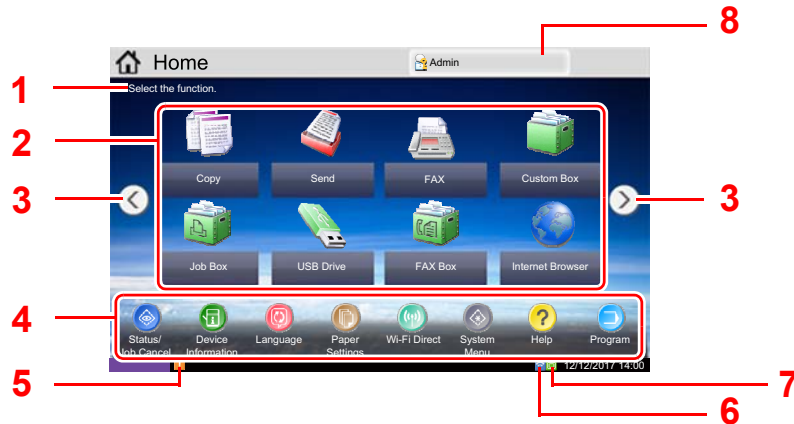 8
Home
Admin
1
Select the function.
2
Copy
Send
FAX
Custom Box
3
3
Job Box
USB Drive
FAX Box
Internet Browser
4
Status/
Job Cancel
Device
Information
Language
Paper
Settings
Wi-Fi Direct
System
Menu
Help
Program
5
12/12/2017 14:00
7
6